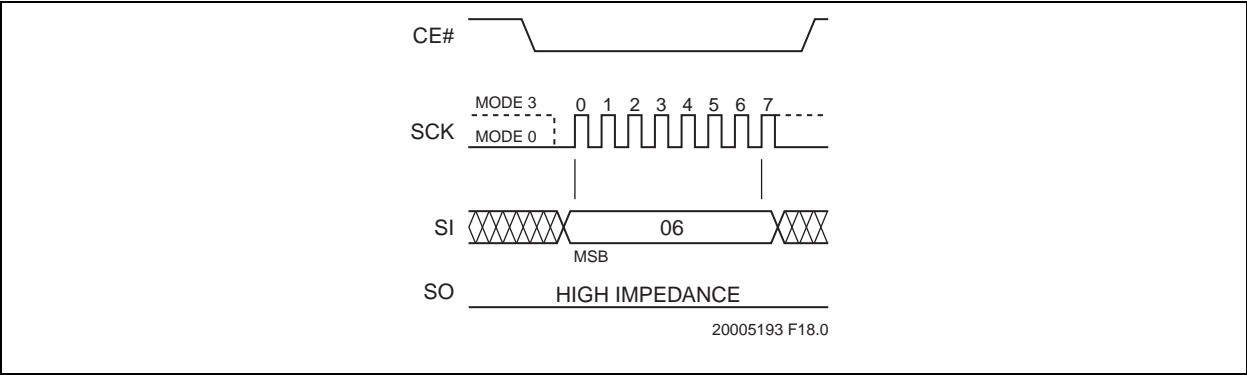 CE#
MODE 3 0 1 2 3 4 5 6 7
SCK MODE 0
SI 06
MSB
SO HIGH IMPEDANCE
20005193 F18.0